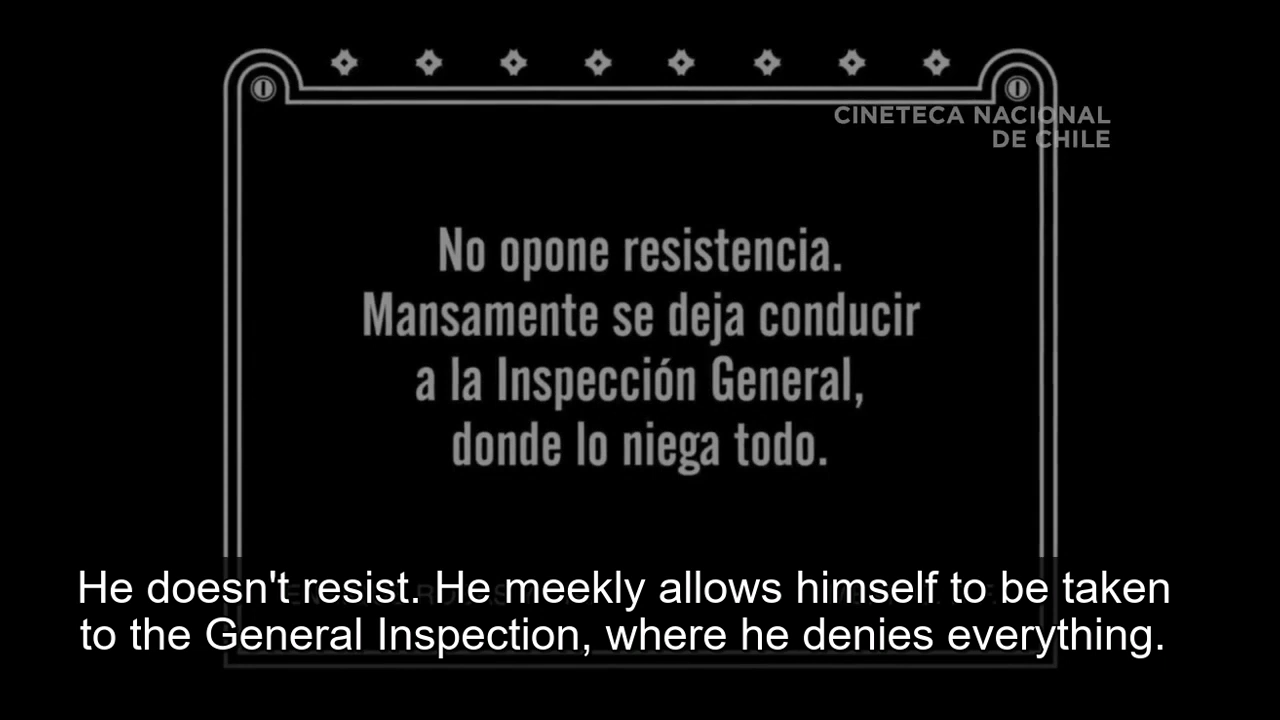 CINETECA NACIONAL
DE CHILE
No opone resistencia.
Mansamente se deja conducir
a la Inspección General,
donde lo niega todo.
He doesn't resist. He meekly allows himself to be taken
to the General Inspection, where he denies everything.